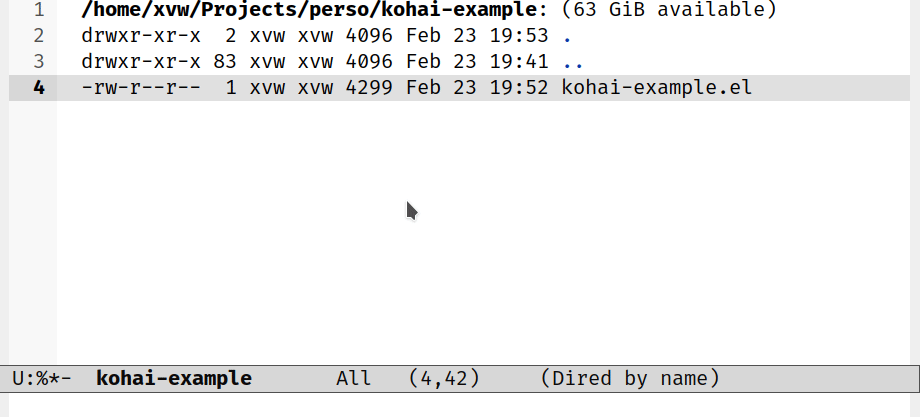 1 /home/xvw/Projects/perso/kohai-example: (63 GiB available)
2 drwxr-xr-x  2 xvw xvw 4096 Feb 23 19:53 .
3 drwxr-xr-x 83 xvw xvw 4096 Feb 23 19:41 ..
4 -rw-r--r--  1 xvw xvw 4299 Feb 23 19:52 kohai-example.el
U:%*-  kohai-example       All   (4,42)     (Dired by name)